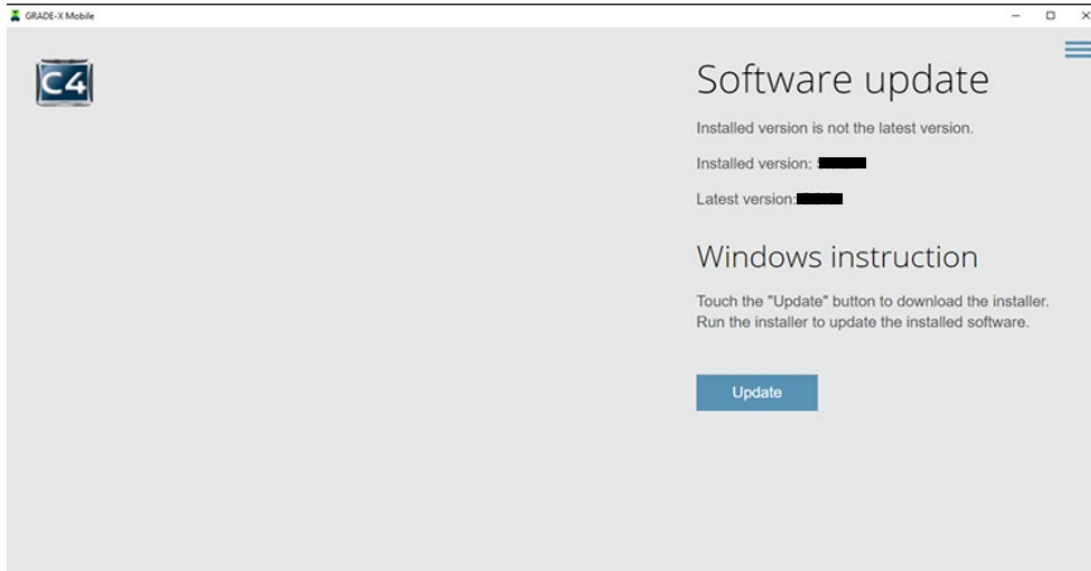 GRADE-X Mobile
C4
Software update
Installed version is not the latest version.
Installed version:
Latest version:
Windows instruction
Touch the "Update" button to download the installer.
Run the installer to update the installed software.
Update